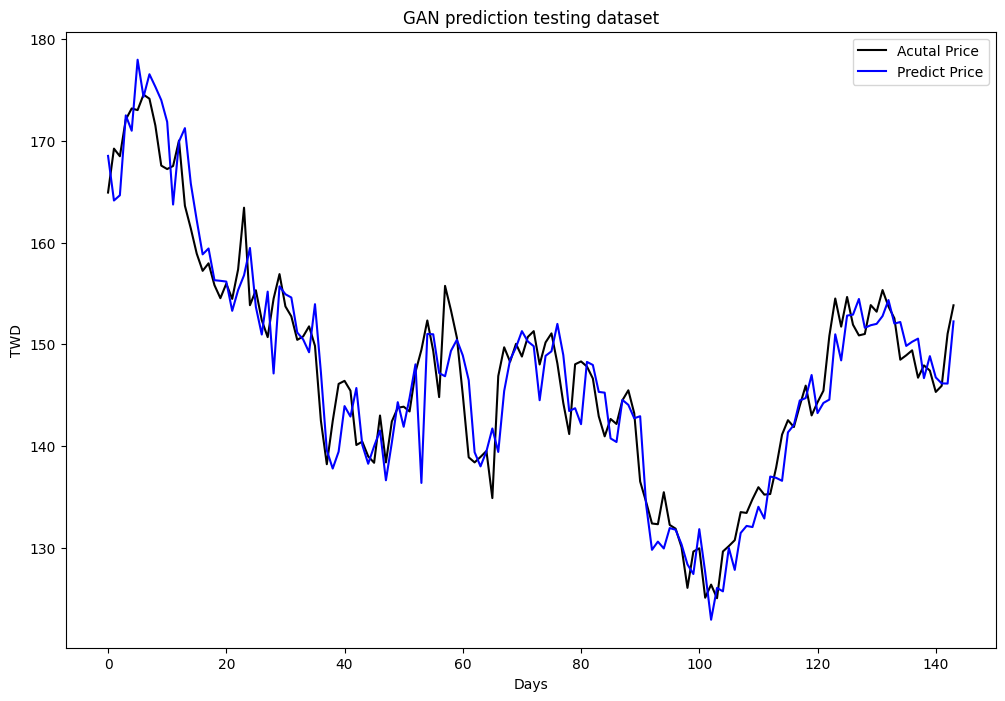 GAN prediction testing dataset
Acutal Price
Predict Price
TWD
180
170
160
150
140
130
0 20 40 60 80 100 120 140
Days